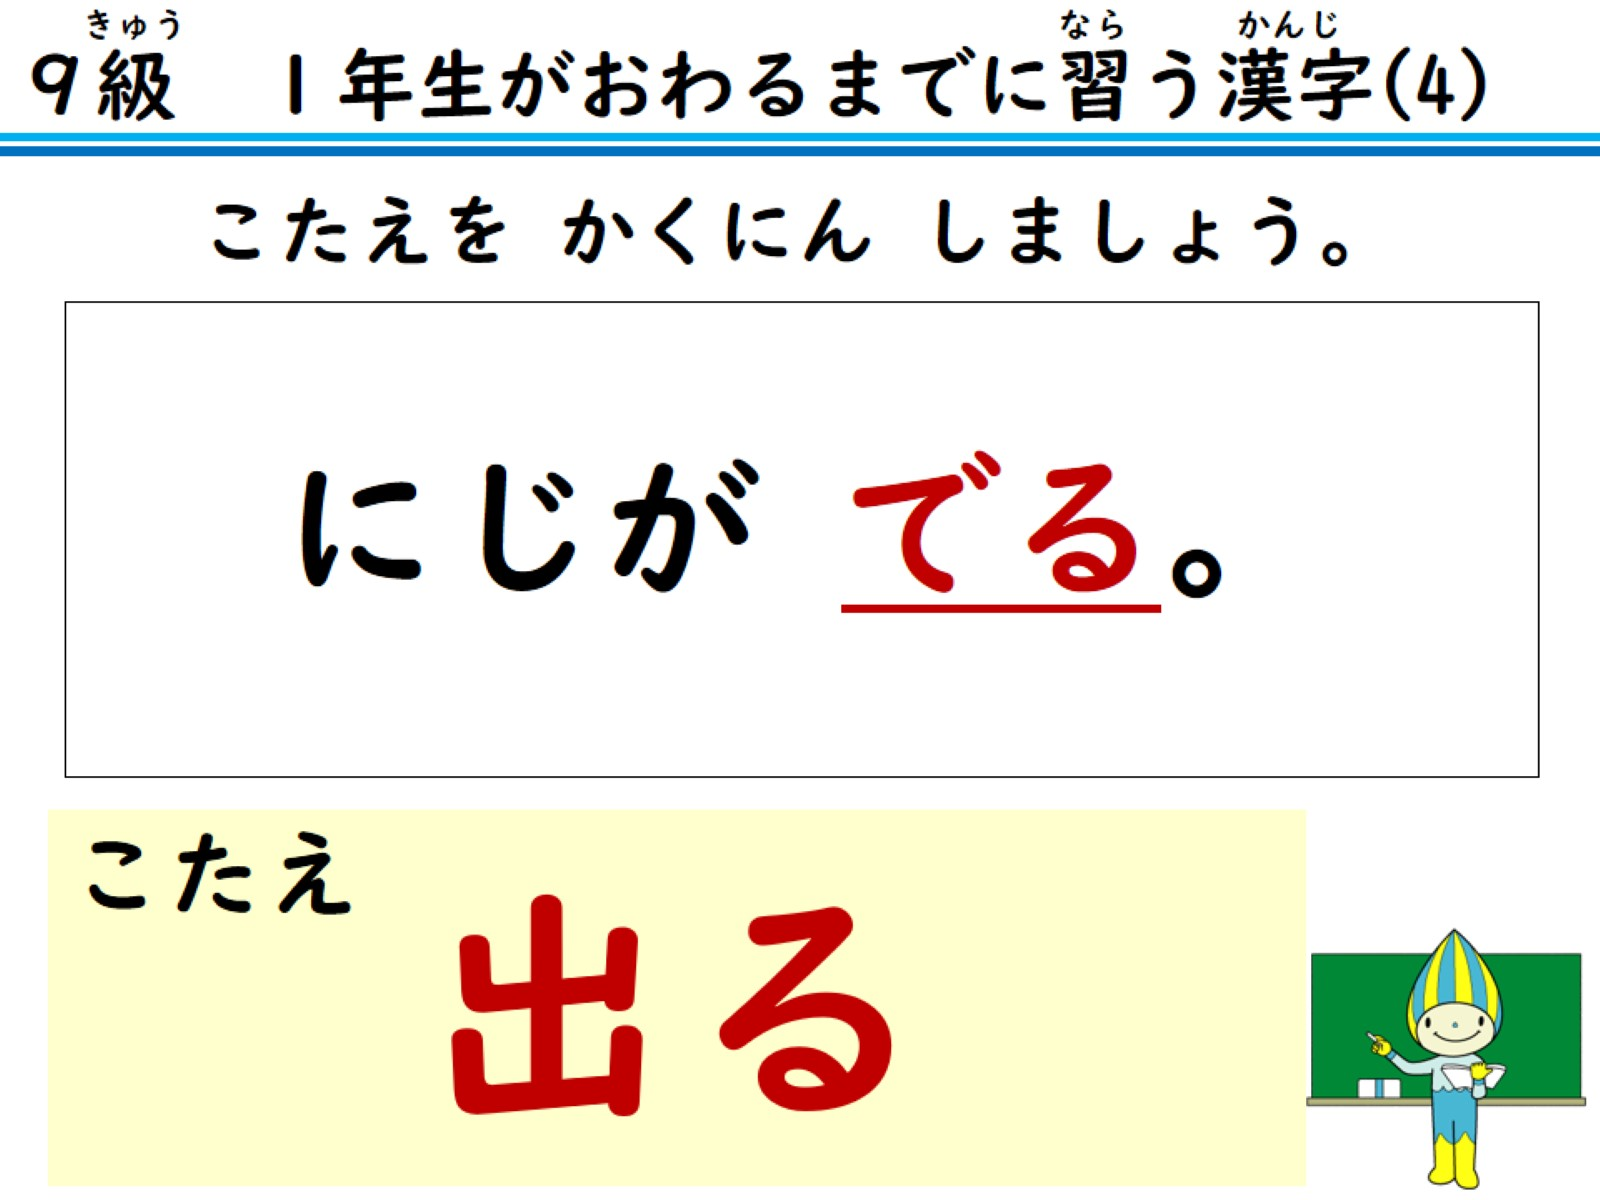 きゅう なら かんじ
9級 1年生がおわるまでに習う漢字(4)
こたえを かくにん しましょう。
にじが でる。
こたえ
出る